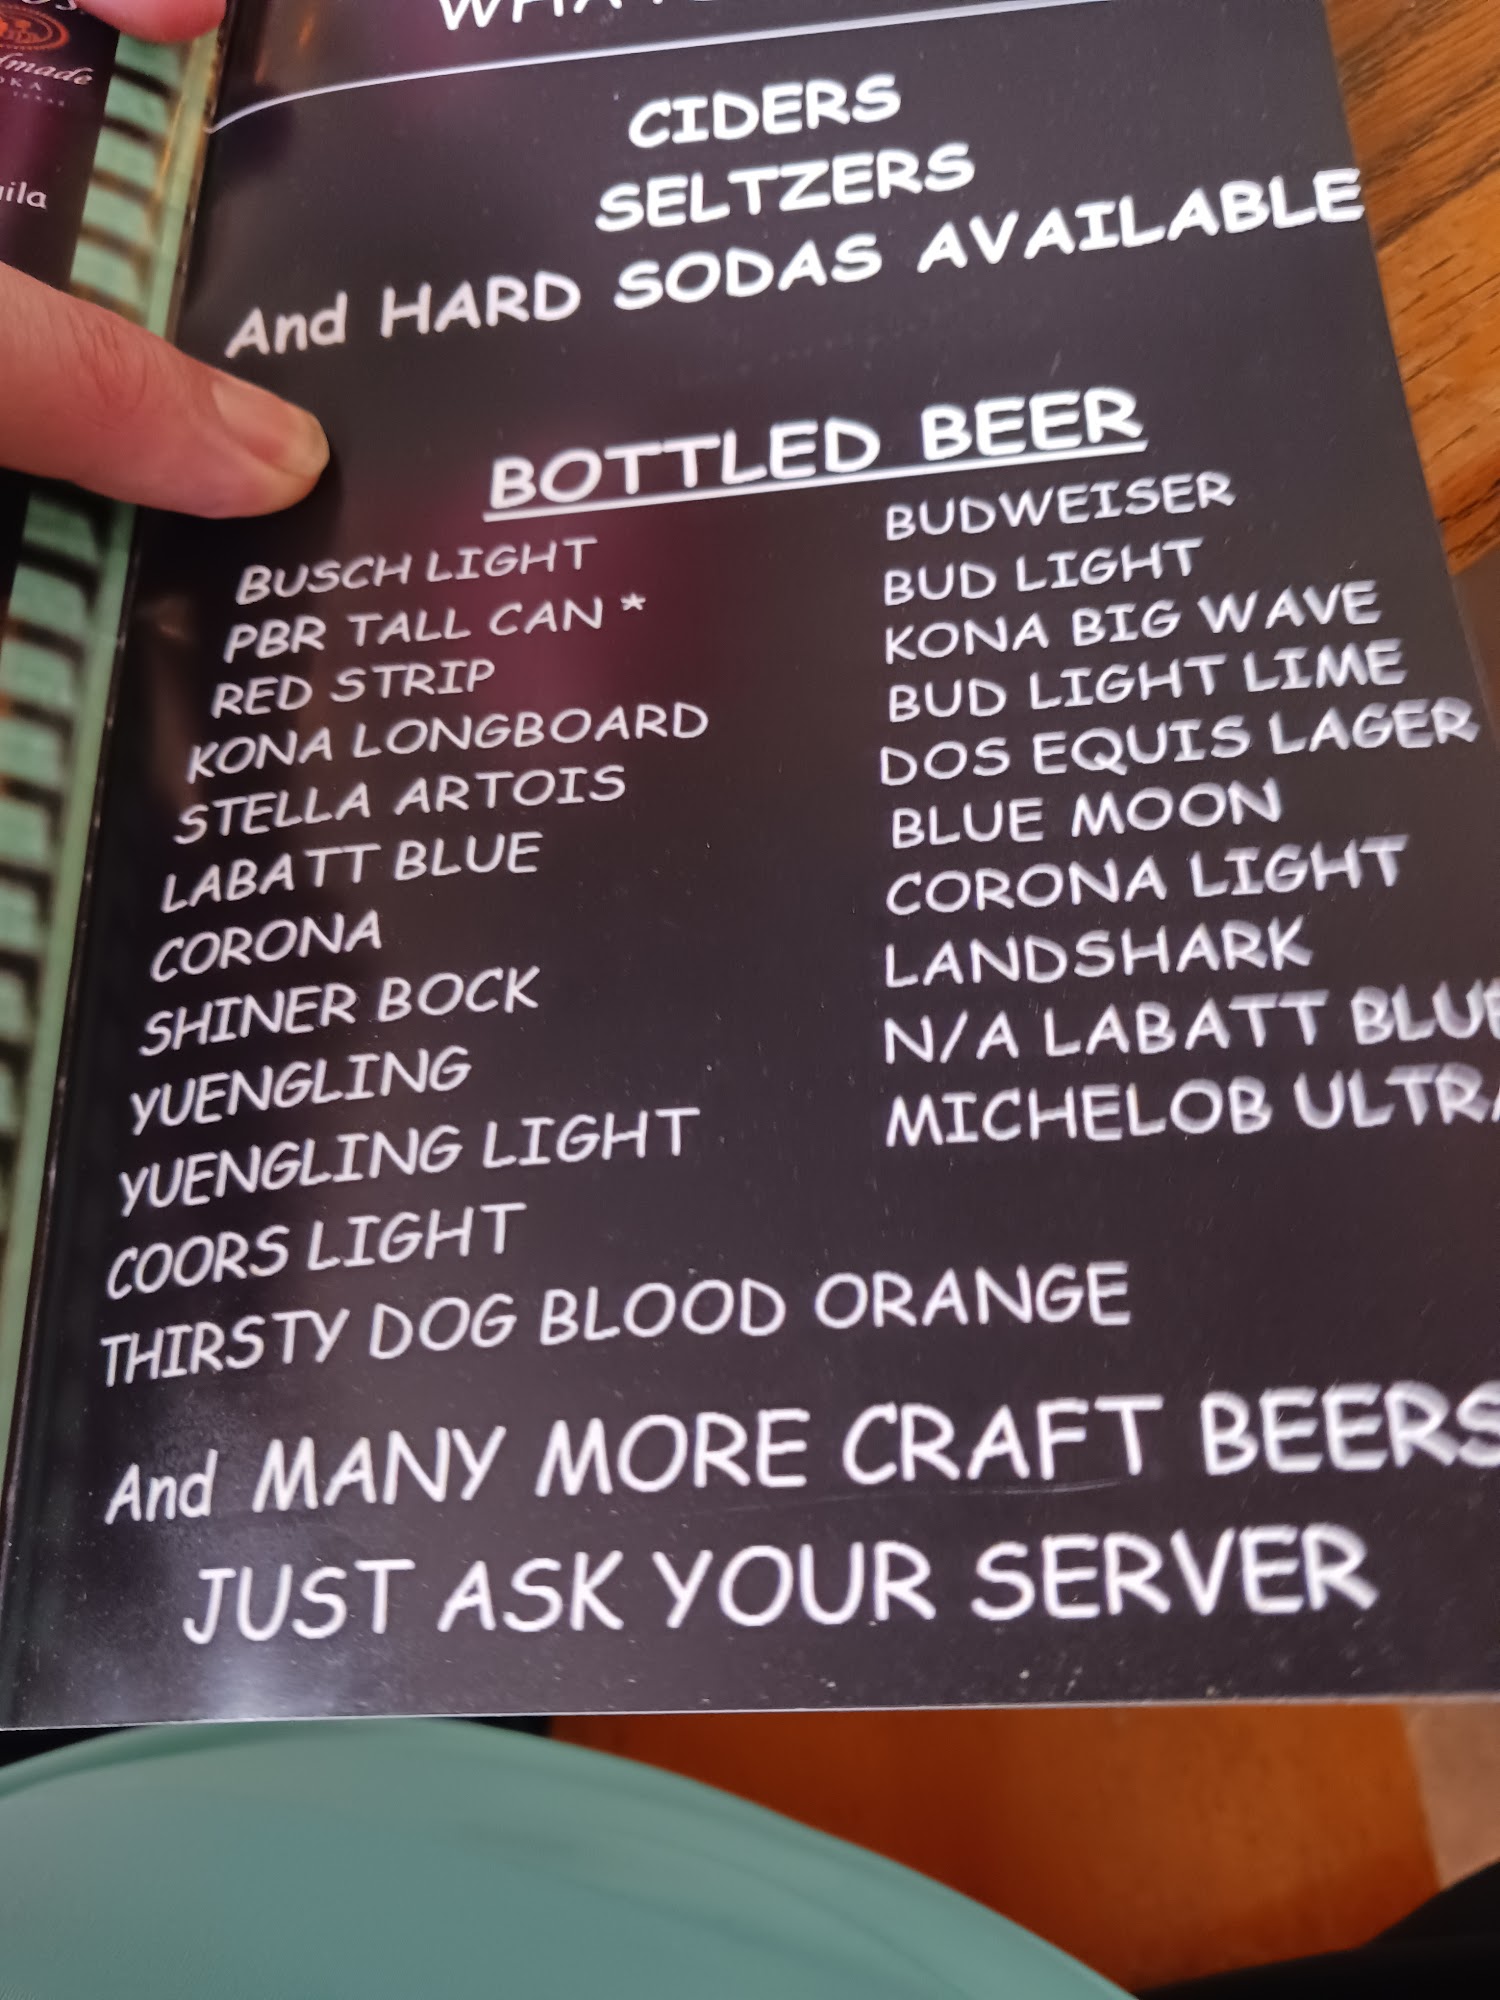 CIDERS
SELTZERS
And HARD SODAS AVAILABLE
BOTTLED BEER
BUSCH LIGHT
PBR TALL CAN *
RED STRIP
KONA LONGBOARD
STELLA ARTOIS
LABATT BLUE
CORONA
SHINER BOCK
YUENGLING
YUENGLING LIGHT
COORS LIGHT
THIRSTY DOG BLOOD ORANGE
BUDWEISER
BUD LIGHT
KONA BIG WAVE
BUD LIGHT LIME
DOS EQUIS LAGER
BLUE MOON
CORONA LIGHT
LANDSHARK
N/A LABATT BLUE
MICHELOB ULTRA
And MANY MORE CRAFT BEERS
JUST ASK YOUR SERVER